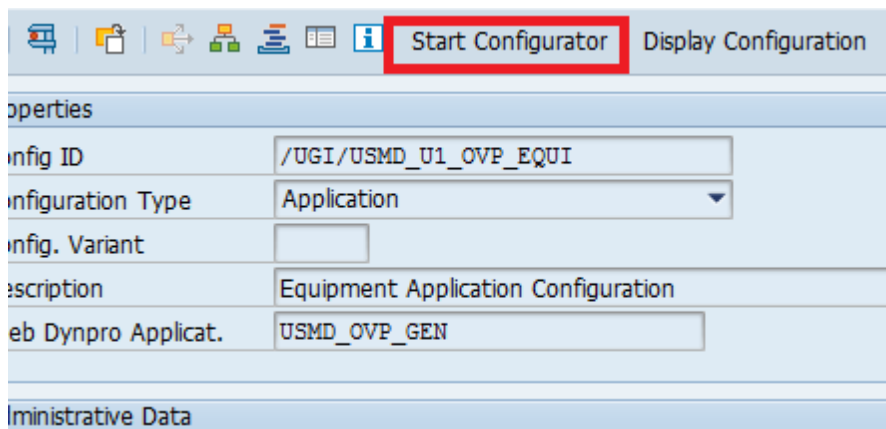 Start Configurator Display Configuration
operties
onfig ID /UGI/USMD_U1_OVP_EQUI
onfiguration Type Application
onfig. Variant
escription Equipment Application Configuration
eb Dynpro Applicat. USMD_OVP_GEN
dministrative Data